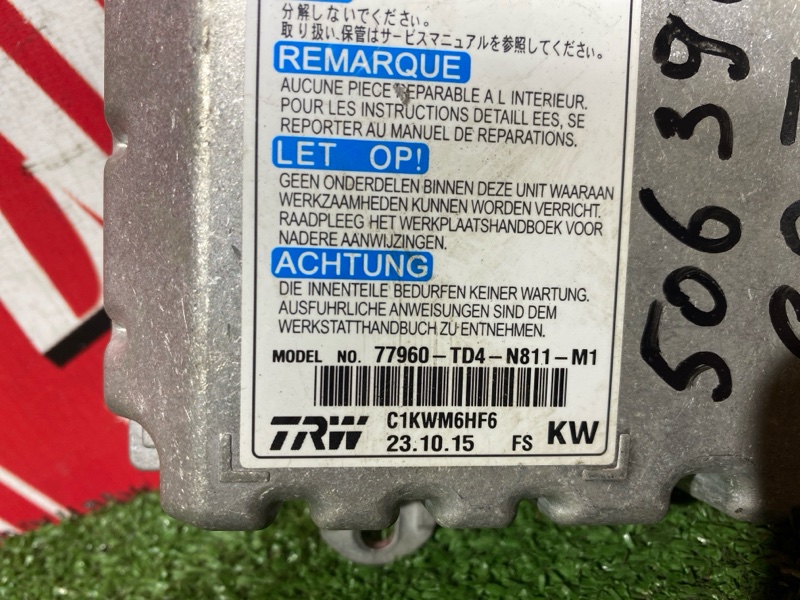 分解しないでください。
取り扱い、保管はサービスマニュアルを参照してください。
REMARQUE
AUCUNE PIECE REPARABLE A L INTERIEUR.
POUR LES INSTRUCTIONS DETAILL EES, SE
REPORTER AU MANUEL DE REPARATIONS.
LET OP!
GEEN ONDERDELEN BINNEN DEZE UNIT WAARAAN
WERKZAAMHEDEN KUNNEN WORDEN VERRICHT.
RAADPLEEG HET WERKPLAATSHANDBOEK VOOR
NADERE AANWIJZINGEN.
ACHTUNG
DIE INNENTEILE BEDURFEN KEINER WARTUNG.
AUSFUHRLICHE ANWEISUNGEN SIND DEM
WERKSTATTHANDBUCH ZU ENTNEHMEN.
MODEL NO. 77960-TD4-N811-M1
TRW
C1KWM6HF6
23.10.15 FS KW
50639